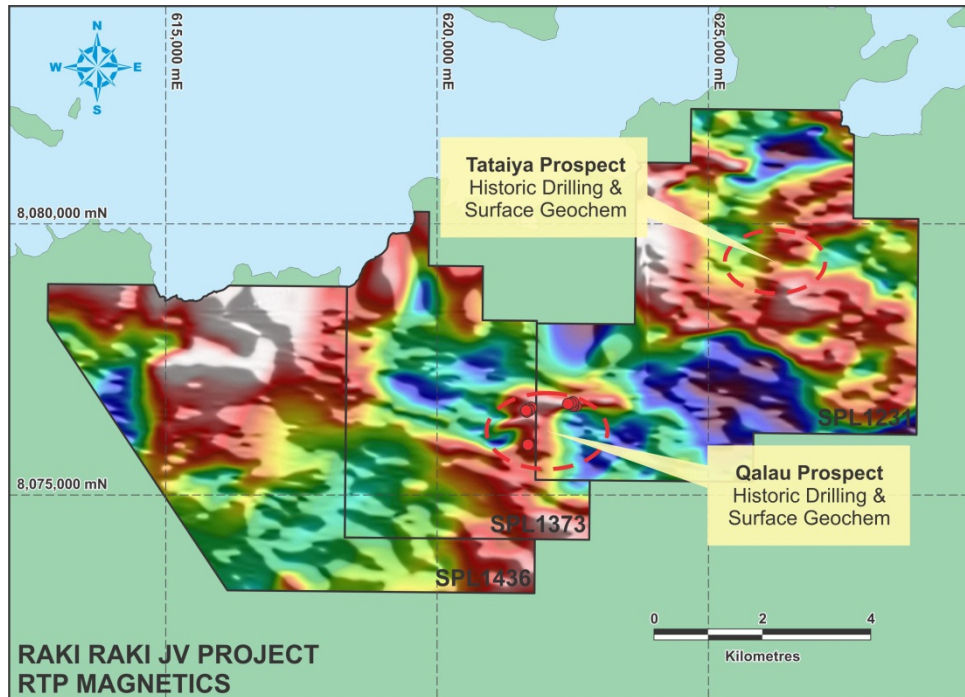 615,000 mE
620,000 mE
625,000 mE
N
W
E
S
Tataiya Prospect
Historic Drilling &
Surface Geochem
8,080,000 mN
SPL1231
Qalau Prospect
Historic Drilling &
Surface Geochem
8,075,000 mN
SPL1373
SPL1436
0
2
4
Kilometres
RAKI RAKI JV PROJECT
RTP MAGNETICS